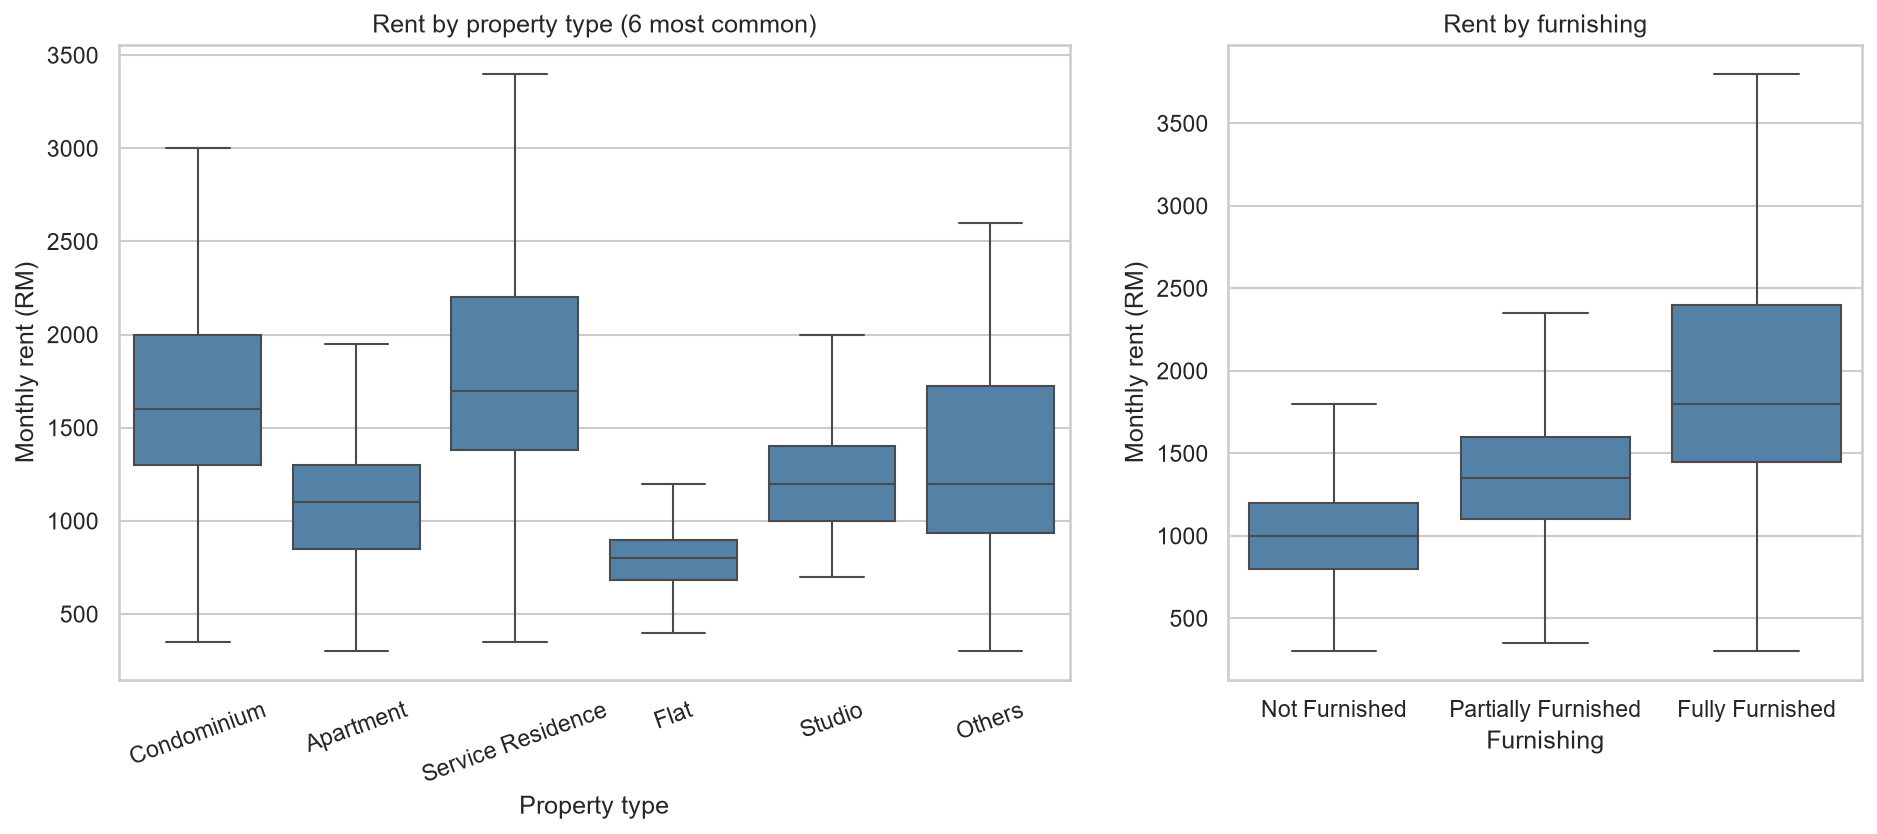 Rent by property type (6 most common)
Monthly rent (RM)
3500
3000
2500
2000
1500
1000
500
Condominium
Apartment
Service Residence
Flat
Studio
Others
Property type
Rent by furnishing
Monthly rent (RM)
3500
3000
2500
2000
1500
1000
500
Not Furnished
Partially Furnished
Fully Furnished
Furnishing